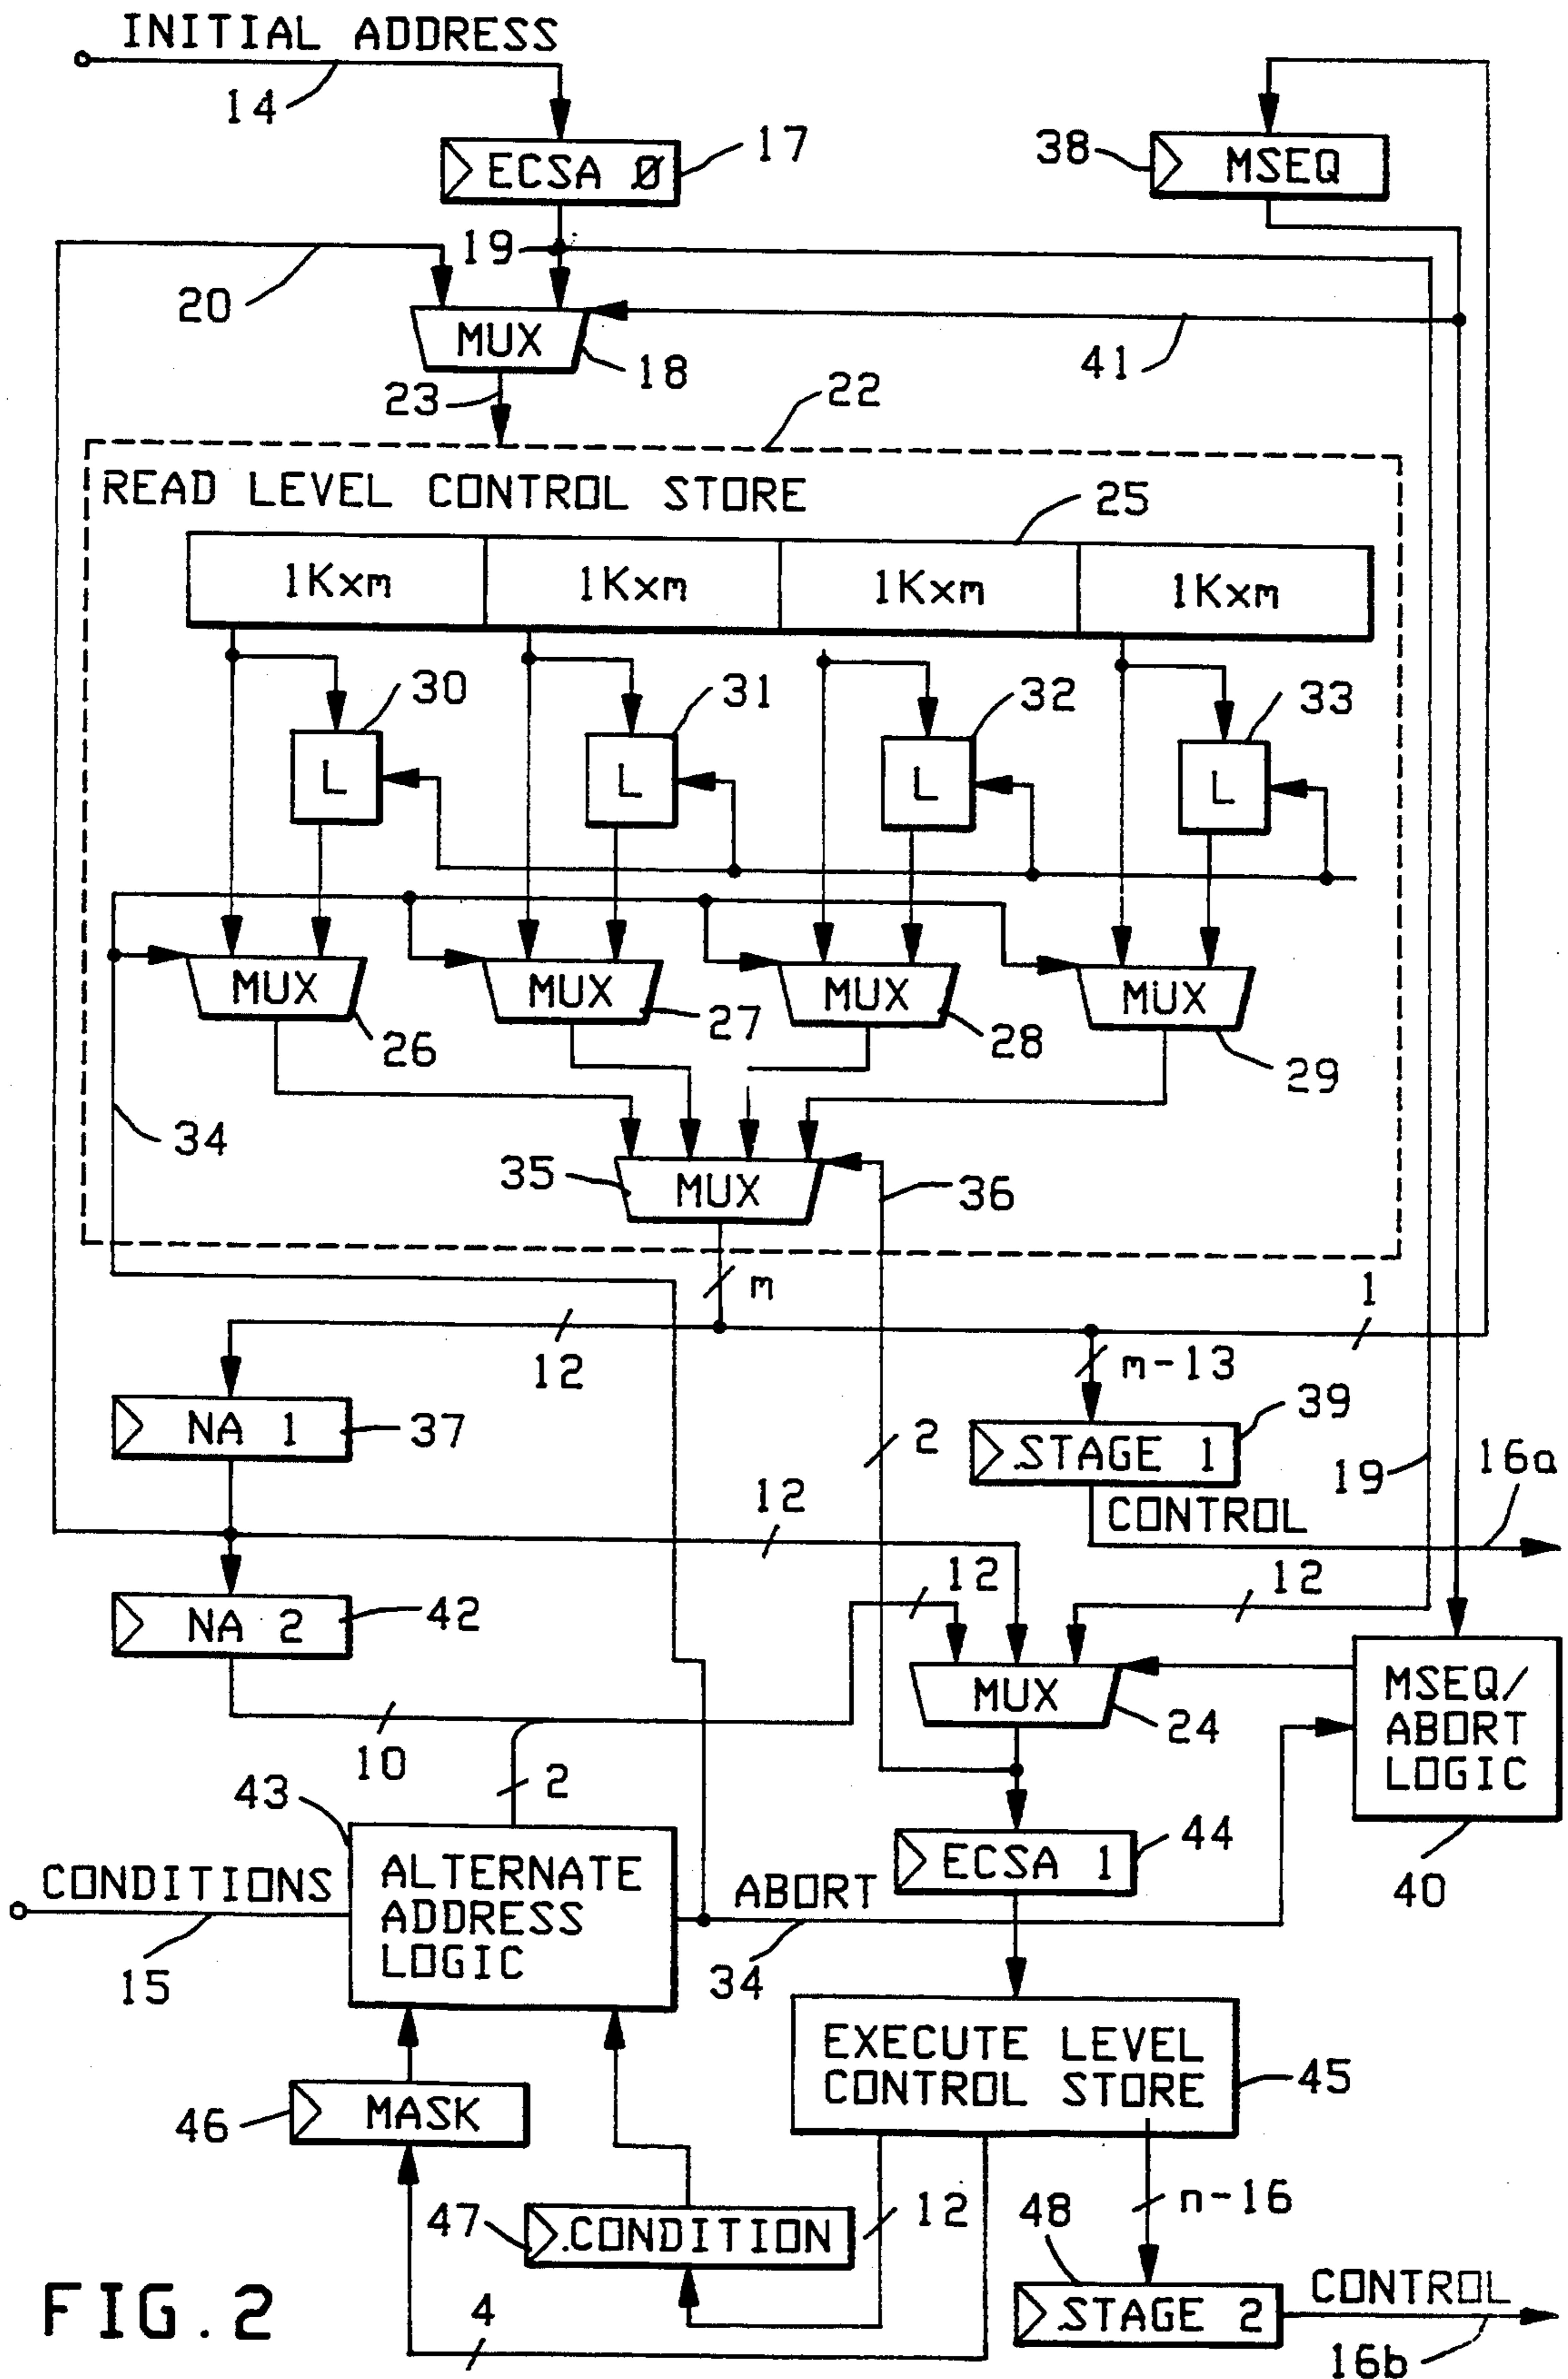 INITIAL ADDRESS
14
ECSA Ø
17
38
MSEQ
19
20
MUX
18
41
23
22
READ LEVEL CONTROL STORE
25
1Kxm
1Kxm
1Kxm
1Kxm
30
31
32
33
L
L
L
L
MUX
MUX
MUX
MUX
26
27
28
29
34
35
MUX
36
m
1
12
m-13
NA 1
37
2
STAGE 1
39
19
16a
12
CONTROL
NA 2
42
12
12
MUX
24
MSEQ/
ABORT
LOGIC
10
2
43
40
CONDITIONS
15
ALTERNATE
ADDRESS
LOGIC
ABORT
34
ECSA 1
44
EXECUTE LEVEL
CONTROL STORE
45
46
MASK
47
CONDITION
12
n-16
48
STAGE 2
CONTROL
16b
4
FIG. 2